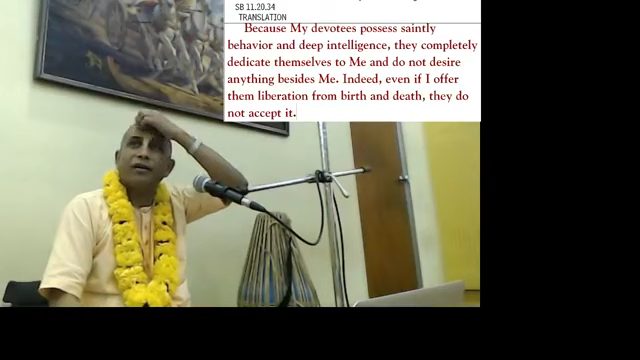 SB 11.20.34
TRANSLATION
Because My devotees possess saintly
behavior and deep intelligence, they completely
dedicate themselves to Me and do not desire
anything besides Me. Indeed, even if I offer
them liberation from birth and death, they do
not accept it.